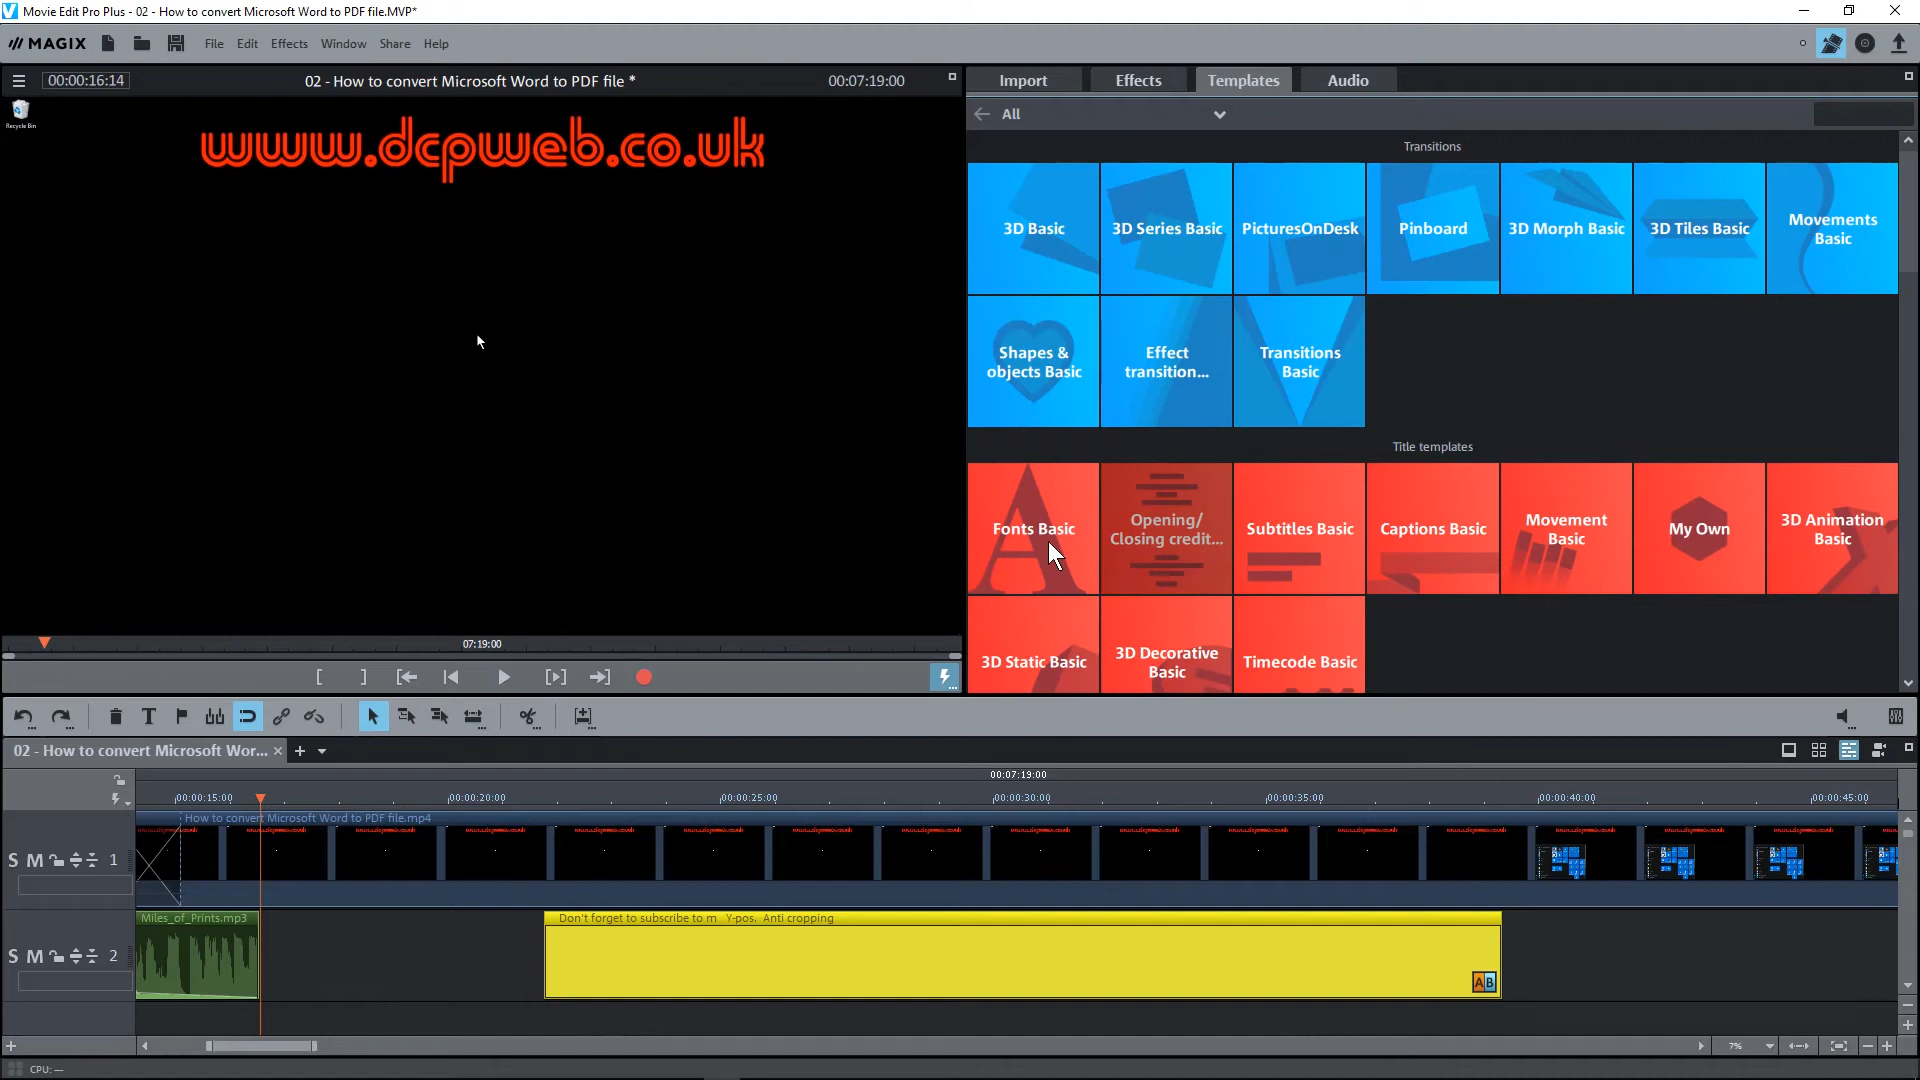 Movie Edit Pro Plus - 02 - How to convert Microsoft Word to PDF file.MVP*
MAGIX File Edit Effects Window Share Help
00:00:16:14 02 - How to convert Microsoft Word to PDF file * 00:07:19:00
Import Effects Templates Audio
Recycle Bin
www.dcpweb.co.uk
All
Transitions
3D Basic
3D Series Basic
PicturesOnDesk
Pinboard
3D Morph Basic
3D Tiles Basic
Movements
Basic
Shapes &
objects Basic
Effect
transition...
Transitions
Basic
Title templates
Fonts Basic
Opening/
Closing credit...
Subtitles Basic
Captions Basic
Movement
Basic
My Own
3D Animation
Basic
3D Static Basic
3D Decorative
Basic
Timecode Basic
07:19:00
02 - How to convert Microsoft Wor...
00:07:19:00
00:00:15:00 00:00:20:00 00:00:25:00 00:00:30:00 00:00:35:00 00:00:40:00 00:00:45:00
How to convert Microsoft Word to PDF file.mp4
S M 1
Miles_of_Prints.mp3
Don't forget to subscribe to m Y-pos. Anti cropping
S M 2
AB
7%
CPU: —